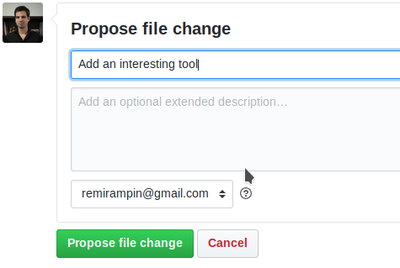 Propose file change
Add an interesting tool
Add an optional extended description…
remirampin@gmail.com
Propose file change Cancel